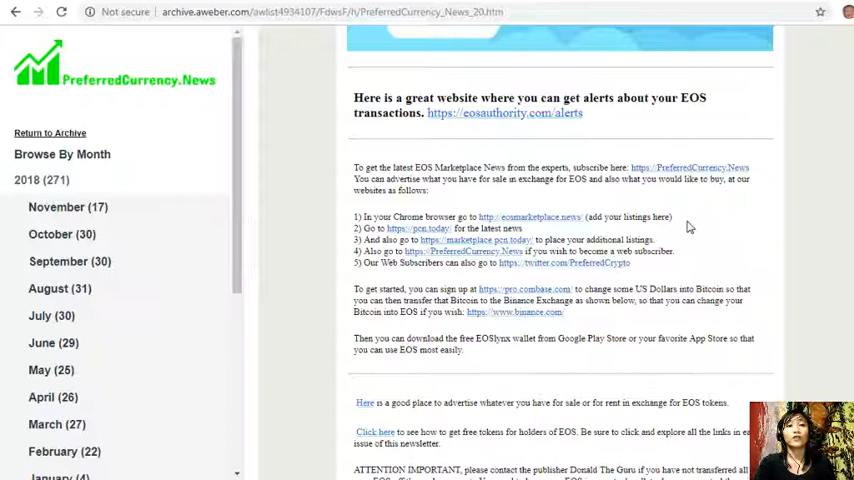 Not secure archive.aweber.com/awlist4934107/FdwsF/h/PreferredCurrency_News_20.htm
PreferredCurrency.News
Return to Archive
Browse By Month
2018 (271)
November (17)
October (30)
September (30)
August (31)
July (30)
June (29)
May (25)
April (26)
March (27)
February (22)
January (4)
Here is a great website where you can get alerts about your EOS
transactions. https://eosauthority.com/alerts
To get the latest EOS Marketplace News from the experts, subscribe here: https://PreferredCurrency.News
You can advertise what you have for sale in exchange for EOS and also what you would like to buy, at our
websites as follows:
1) In your Chrome browser go to http://eosmarketplace.news/ (add your listings here)
2) Go to https://pcn.today/ for the latest news
3) And also go to https://marketplace.pcn.today/ to place your additional listings.
4) Also go to https://PreferredCurrency.News if you wish to become a web subscriber.
5) Our Web Subscribers can also go to https://twitter.com/PreferredCrypto
To get started, you can sign up at https://pro.coinbase.com/ to change some US Dollars into Bitcoin so that
you can then transfer that Bitcoin to the Binance Exchange as shown below, so that you can change your
Bitcoin into EOS if you wish: https://www.binance.com/
Then you can download the free EOSlynx wallet from Google Play Store or your favorite App Store so that
you can use EOS most easily.
Here is a good place to advertise whatever you have for sale or for rent in exchange for EOS tokens.
Click here to see how to get free tokens for holders of EOS. Be sure to click and explore all the links in
issue of this newsletter.
ATTENTION IMPORTANT, please contact the publisher Donald The Guru if you have not transferred all